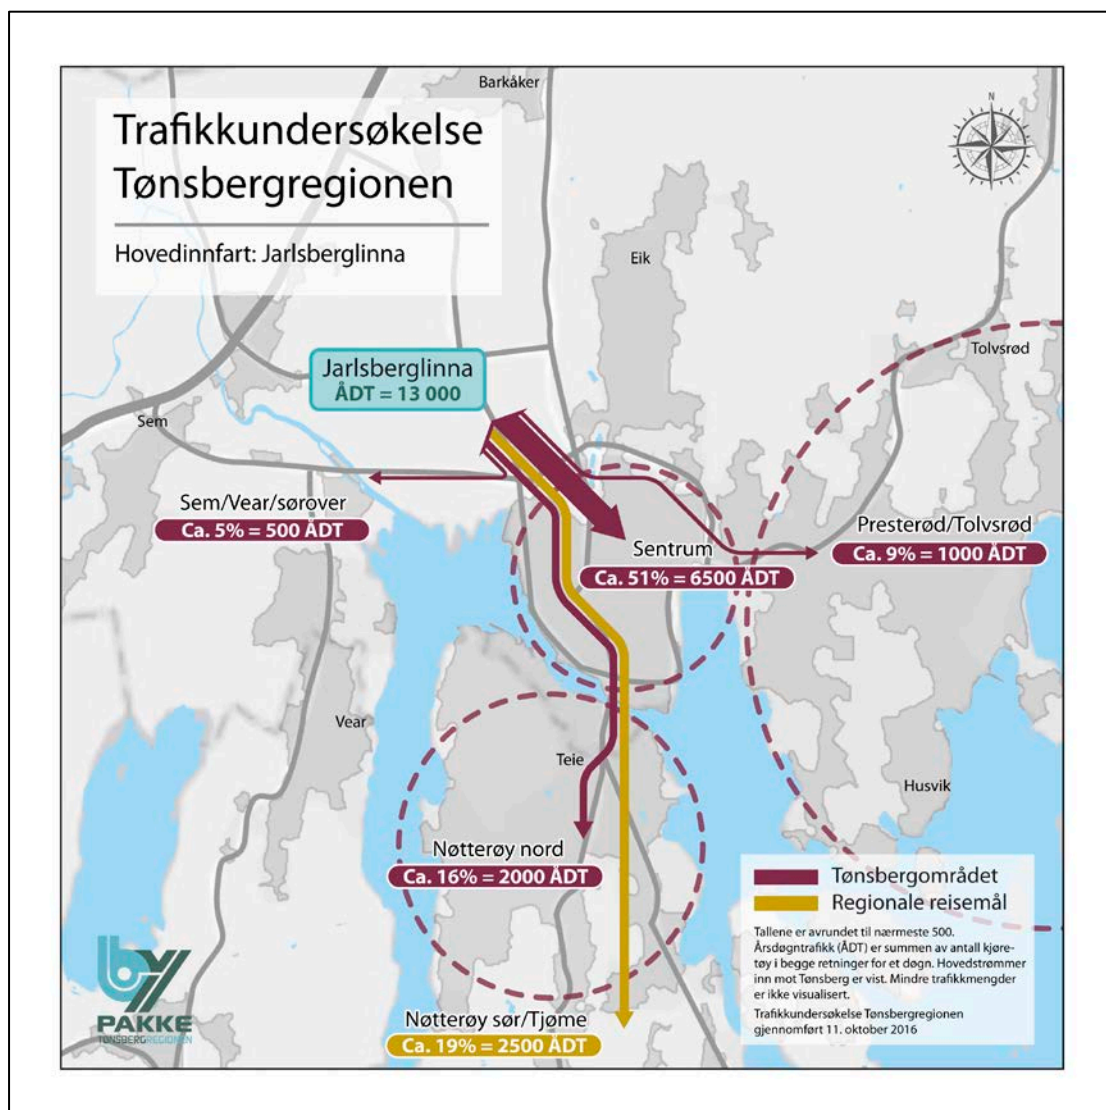 Barkåker
Trafikkundersøkelse
Tønsbergregionen
Hovedinnfart: Jarlsberglinna
N
Eik
Tolvsrød
Jarlsberglinna
ÅDT = 13 000
Sem
Sem/Vear/sørover
Ca. 5% = 500 ÅDT
Presterød/Tolvsrød
Ca. 9% = 1000 ÅDT
Sentrum
Ca. 51% = 6500 ÅDT
Vear
Teie
Husvik
Nøtterøy nord
Ca. 16% = 2000 ÅDT
Tønsbergområdet
Regionale reisemål
Tallene er avrundet til nærmeste 500.
Årsdøgntrafikk (ÅDT) er summen av antall kjøre-
tøy i begge retninger for et døgn. Hovedstrømmer
inn mot Tønsberg er vist. Mindre trafikkmengder
er ikke visualisert.
Trafikkundersøkelse Tønsbergregionen
gjennomført 11. oktober 2016
by
PAKKE
TØNSBERGREGIONEN
Nøtterøy sør/Tjøme
Ca. 19% = 2500 ÅDT